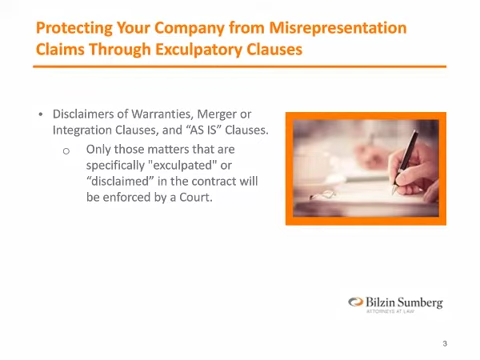 Protecting Your Company from Misrepresentation
Claims Through Exculpatory Clauses
• Disclaimers of Warranties, Merger or
Integration Clauses, and “AS IS” Clauses.
o Only those matters that are
specifically "exculpated" or
“disclaimed” in the contract will
be enforced by a Court.
Bilzin Sumberg
ATTORNEYS AT LAW
3